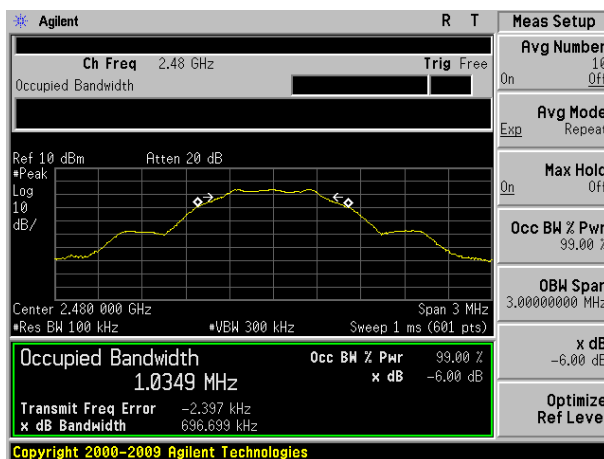 Agilent R T Meas Setup
Ch Freq 2.48 GHz Trig Free
Occupied Bandwidth
Ref 10 dBm Atten 20 dB
#Peak
Log
10
dB/
Center 2.480 000 GHz Span 3 MHz
#Res BW 100 kHz #VBW 300 kHz Sweep 1 ms (601 pts)
Occupied Bandwidth Occ BW % Pwr 99.00 %
1.0349 MHz x dB -6.00 dB
Transmit Freq Error -2.397 kHz
x dB Bandwidth 696.699 kHz
Copyright 2000-2009 Agilent Technologies
Avg Number
10
On Off
Avg Mode
Exp Repeat
Max Hold
On Off
Occ BW % Pwr
99.00 %
OBW Span
3.00000000 MHz
x dB
-6.00 dB
Optimize
Ref Level